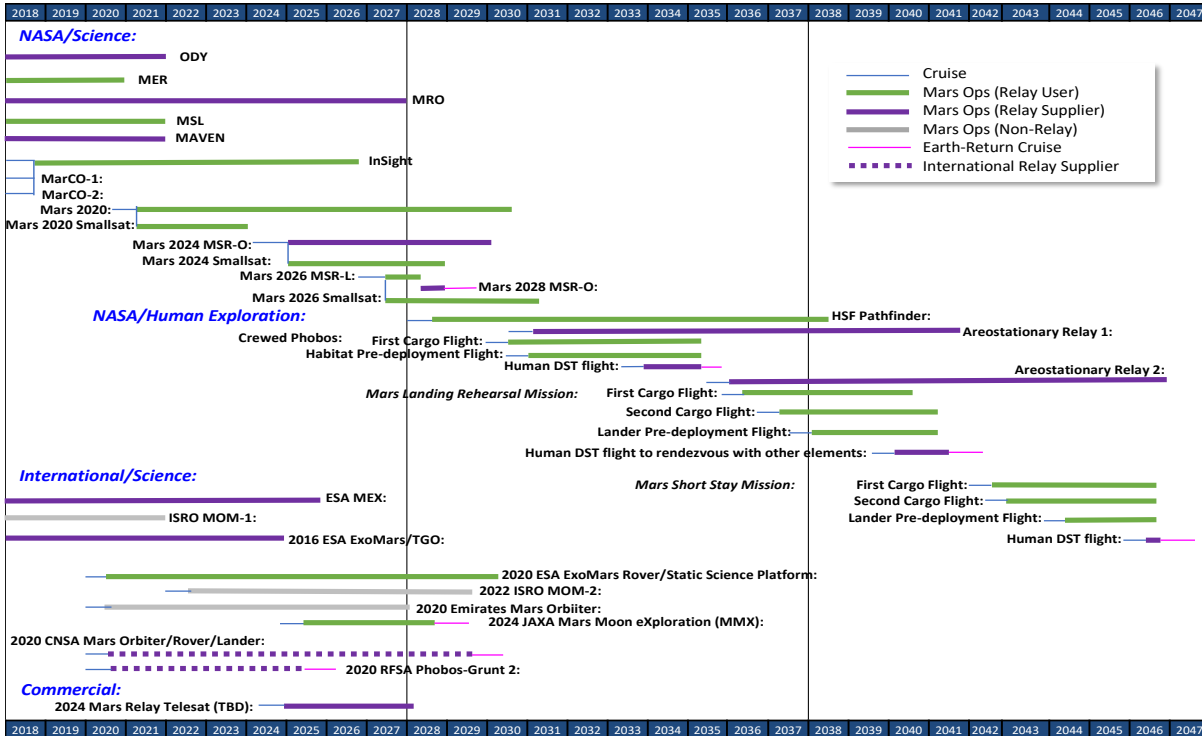 2018 2019 2020 2021 2022 2023 2024 2025 2026 2027 2028 2029 2030 2031 2032 2033 2034 2035 2036 2037 2038 2039 2040 2041 2042 2043 2044 2045 2046 2047
NASA/Science:
ODY
MER
MRO
MSL
MAVEN
InSight
MarCO-1:
MarCO-2:
Mars 2020:
Mars 2020 Smallsat:
Mars 2024 MSR-O:
Mars 2024 Smallsat:
Mars 2026 MSR-L:
Mars 2028 MSR-O:
Mars 2026 Smallsat:
Cruise
Mars Ops (Relay User)
Mars Ops (Relay Supplier)
Mars Ops (Non-Relay)
Earth-Return Cruise
International Relay Supplier
NASA/Human Exploration:
HSF Pathfinder:
Areostationary Relay 1:
Crewed Phobos: First Cargo Flight:
Habitat Pre-deployment Flight:
Human DST flight:
Areostationary Relay 2:
Mars Landing Rehearsal Mission: First Cargo Flight:
Second Cargo Flight:
Lander Pre-deployment Flight:
Human DST flight to rendezvous with other elements:
Mars Short Stay Mission: First Cargo Flight:
Second Cargo Flight:
Lander Pre-deployment Flight:
Human DST flight:
International/Science:
ESA MEX:
ISRO MOM-1:
2016 ESA ExoMars/TGO:
2020 ESA ExoMars Rover/Static Science Platform:
2022 ISRO MOM-2:
2020 Emirates Mars Orbiiter:
2024 JAXA Mars Moon eXploration (MMX):
2020 CNSA Mars Orbiter/Rover/Lander:
2020 RFSA Phobos-Grunt 2:
Commercial:
2024 Mars Relay Telesat (TBD):
2018 2019 2020 2021 2022 2023 2024 2025 2026 2027 2028 2029 2030 2031 2032 2033 2034 2035 2036 2037 2038 2039 2040 2041 2042 2043 2044 2045 2046 2047